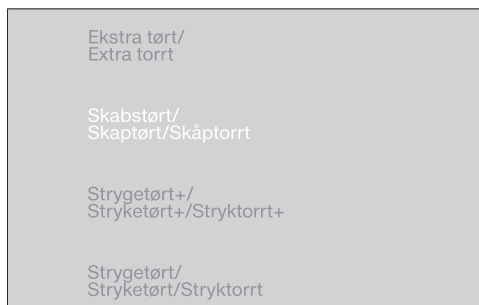 Ekstra tørt/
Extra torrt
Skabstørt/
Skaptørt/Skåptorrt
Strygetørt+/
Stryketørt+/Stryktorrt+
Strygetørt/
Stryketørt/Stryktorrt